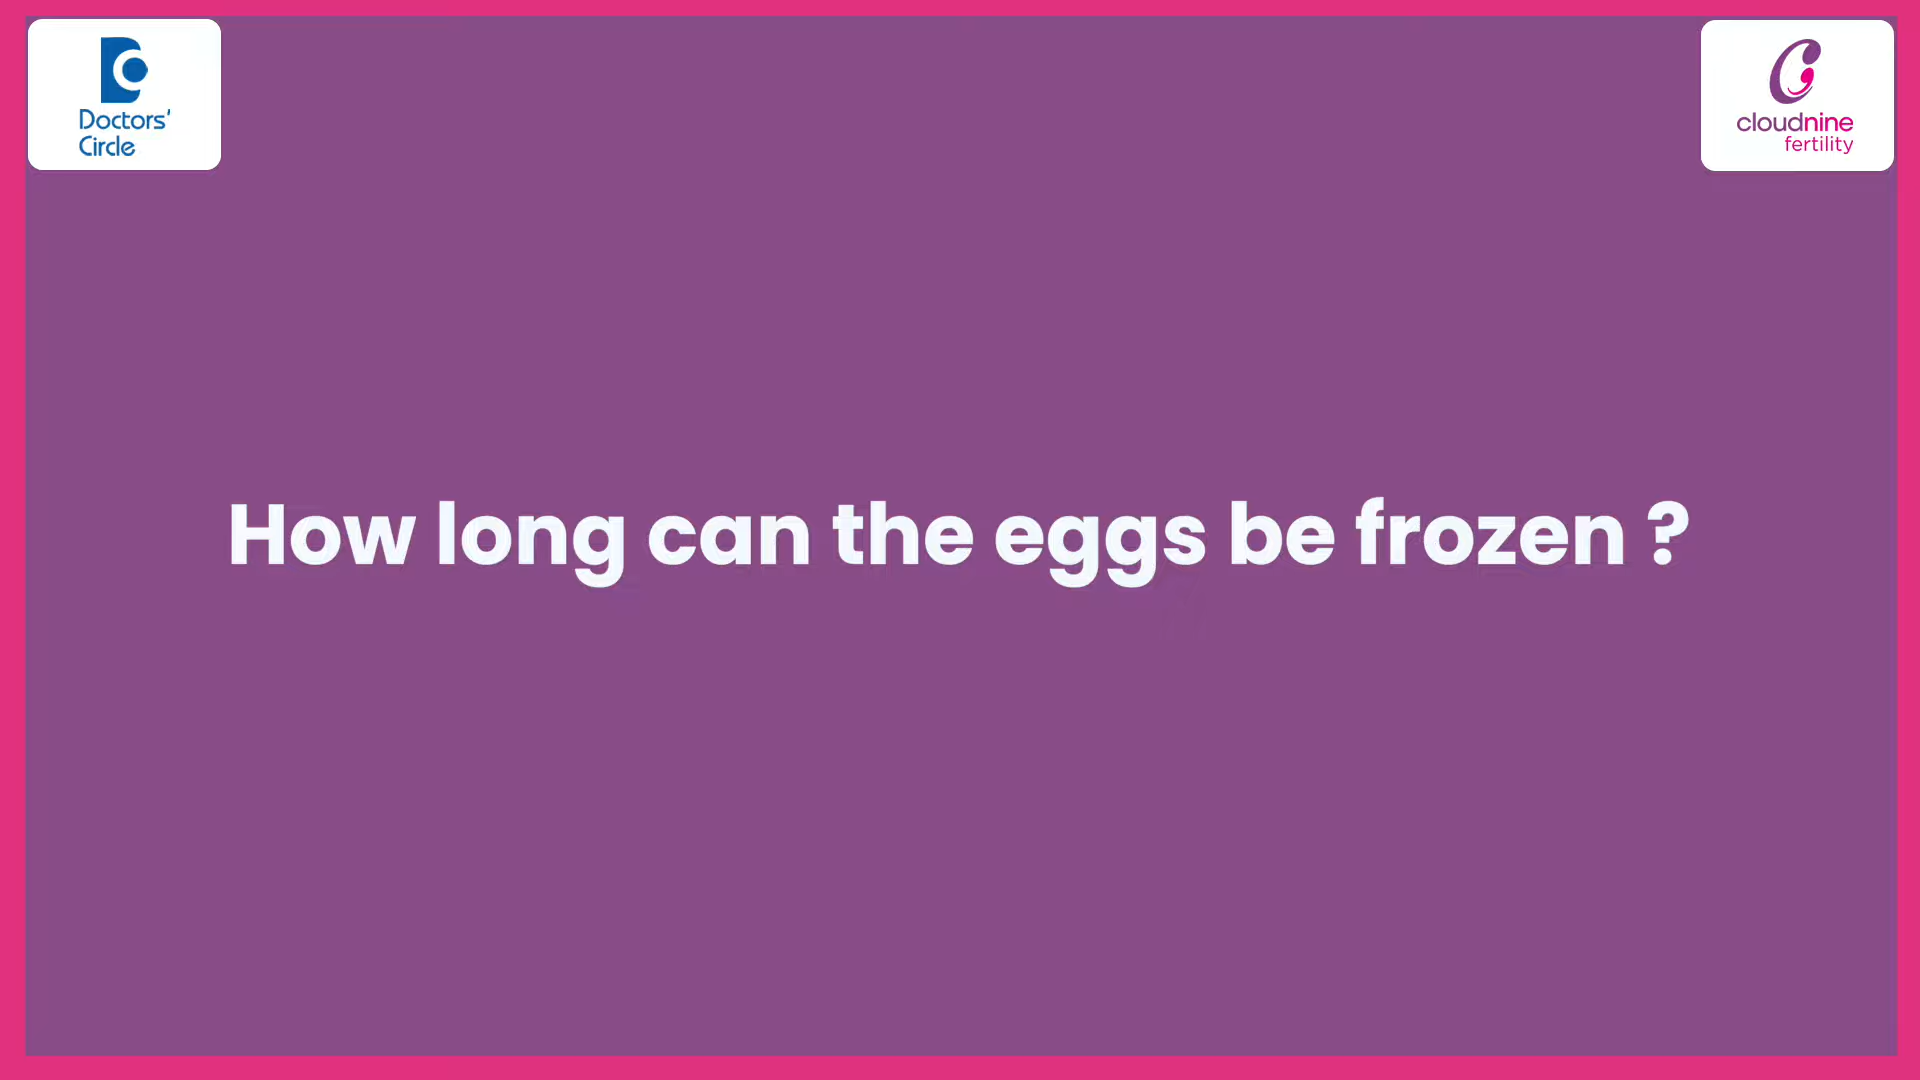 Doctors'
Circle
cloudnine
fertility
How long can the eggs be frozen ?